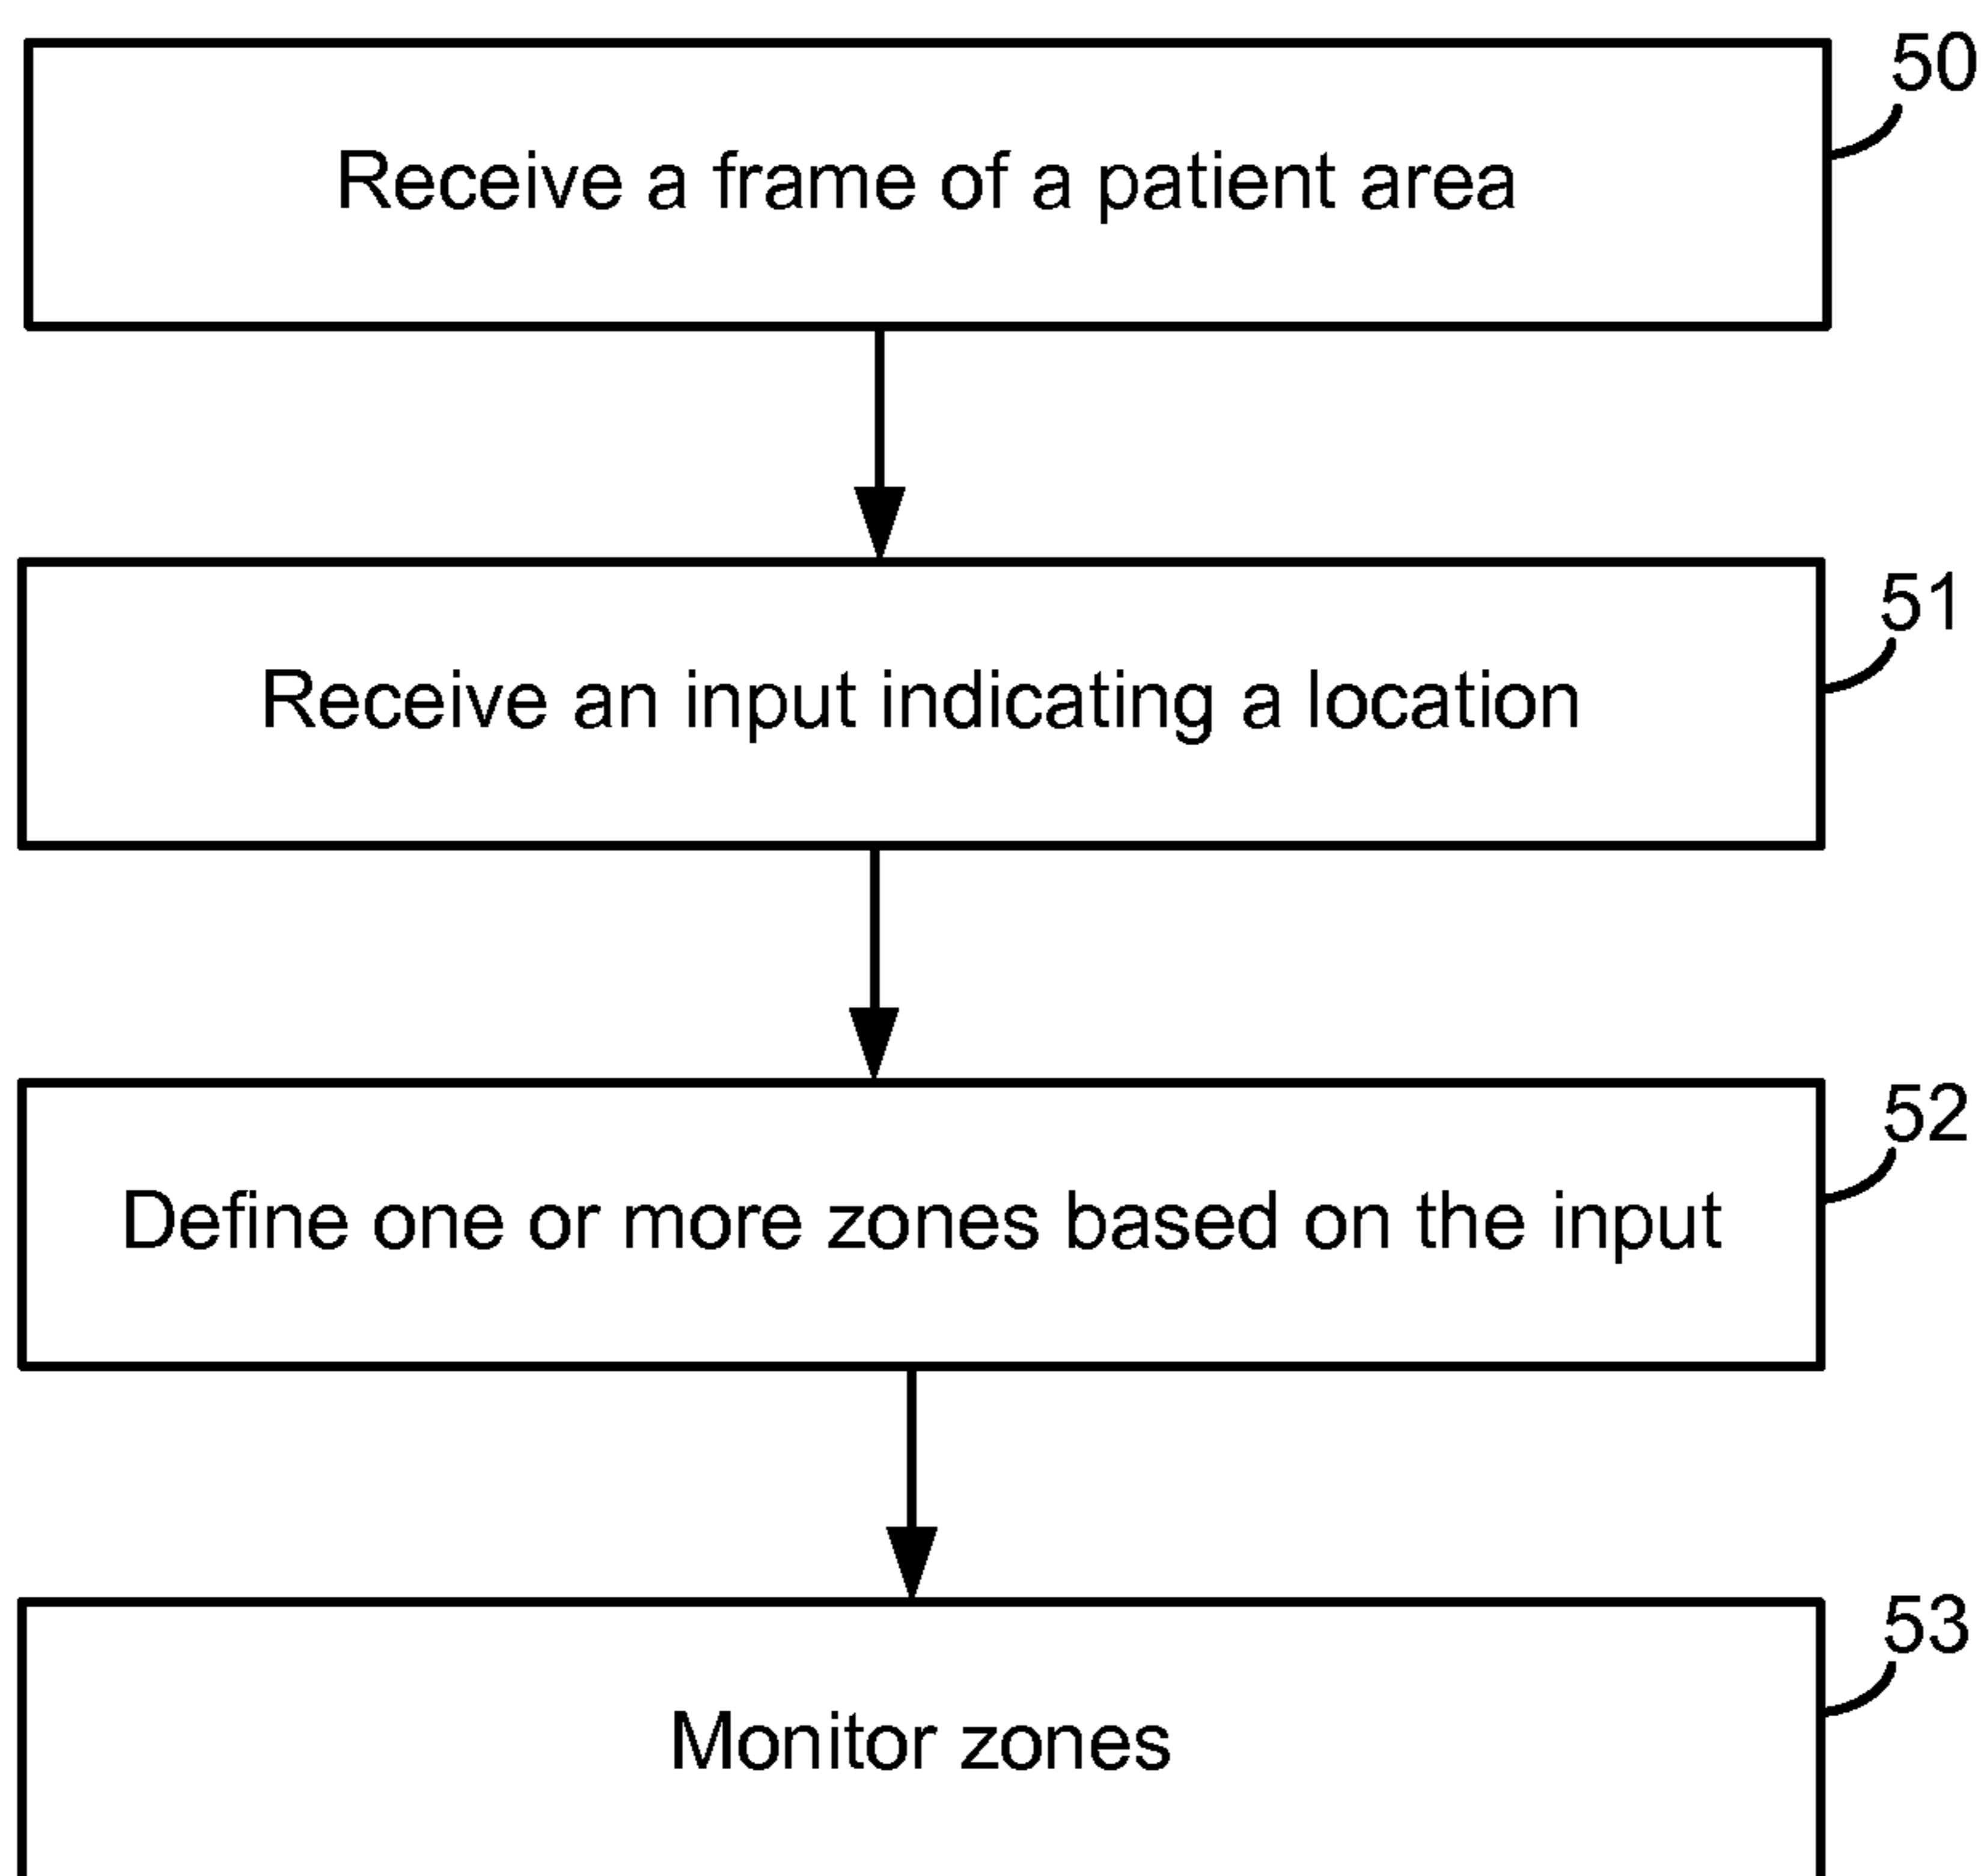 50
Receive a frame of a patient area
51
Receive an input indicating a location
52
Define one or more zones based on the input
53
Monitor zones